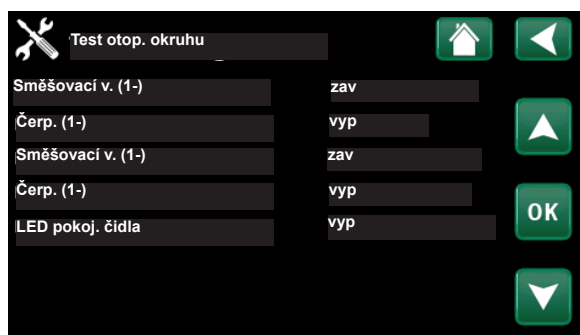 Test otop. okruhu
Směšovací v. (1-) zav
Čerp. (1-) vyp
Směšovací v. (1-) zav
Čerp. (1-) vyp
OK
LED pokoj. čidla vyp